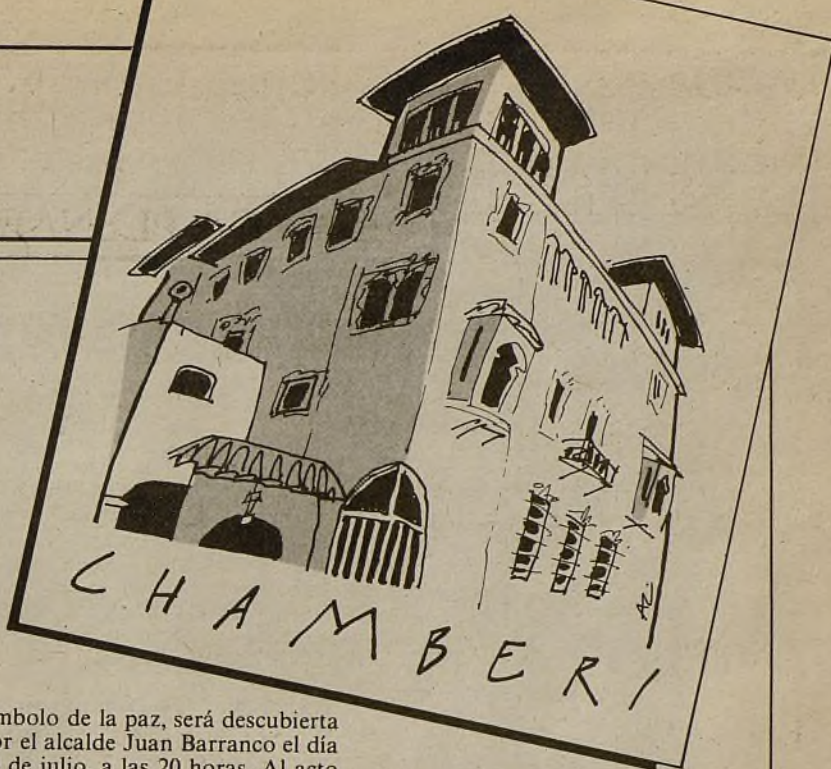 CHAMBERI
AZ.
mbolo de la paz, será descubierta
or el alcalde Juan Barranco el día
de julio, a las 20 horas. Al acto